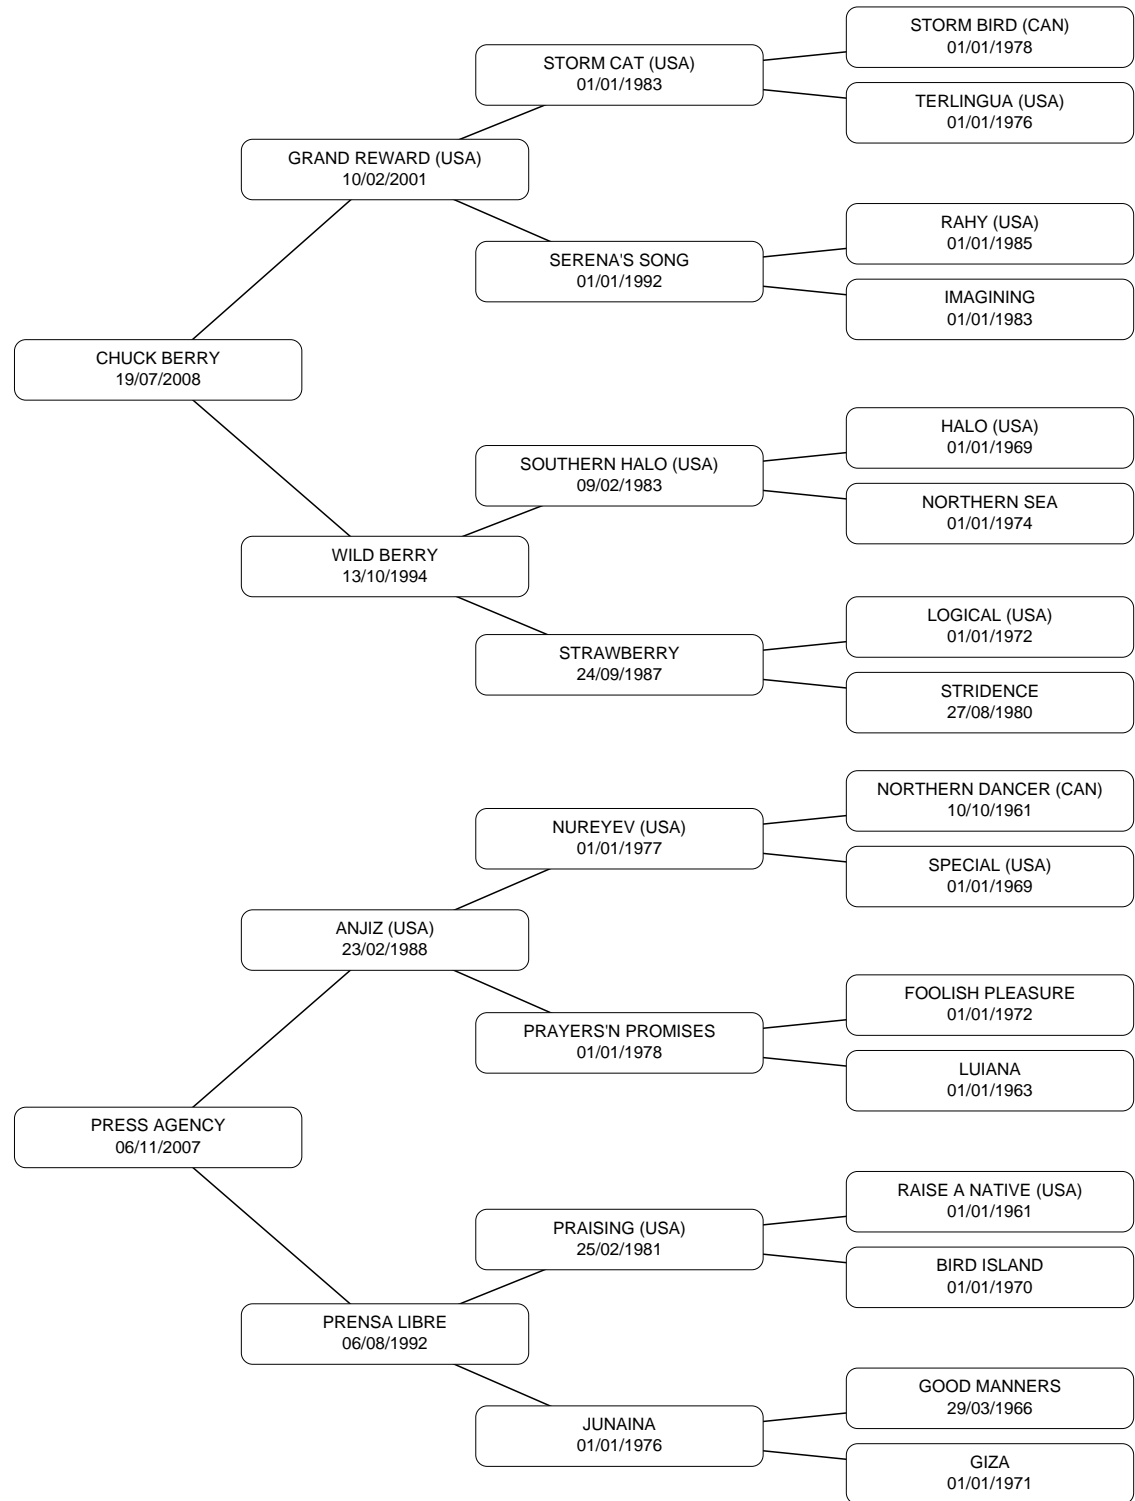 STORM BIRD (CAN)
01/01/1978
STORM CAT (USA)
01/01/1983
TERLINGUA (USA)
01/01/1976
GRAND REWARD (USA)
10/02/2001
RAHY (USA)
01/01/1985
SERENA'S SONG
01/01/1992
IMAGINING
01/01/1983
CHUCK BERRY
19/07/2008
HALO (USA)
01/01/1969
SOUTHERN HALO (USA)
09/02/1983
NORTHERN SEA
01/01/1974
WILD BERRY
13/10/1994
LOGICAL (USA)
01/01/1972
STRAWBERRY
24/09/1987
STRIDENCE
27/08/1980
NORTHERN DANCER (CAN)
10/10/1961
NUREYEV (USA)
01/01/1977
SPECIAL (USA)
01/01/1969
ANJIZ (USA)
23/02/1988
FOOLISH PLEASURE
01/01/1972
PRAYERS'N PROMISES
01/01/1978
LUIANA
01/01/1963
PRESS AGENCY
06/11/2007
RAISE A NATIVE (USA)
01/01/1961
PRAISING (USA)
25/02/1981
BIRD ISLAND
01/01/1970
PRENSA LIBRE
06/08/1992
GOOD MANNERS
29/03/1966
JUNAINA
01/01/1976
GIZA
01/01/1971